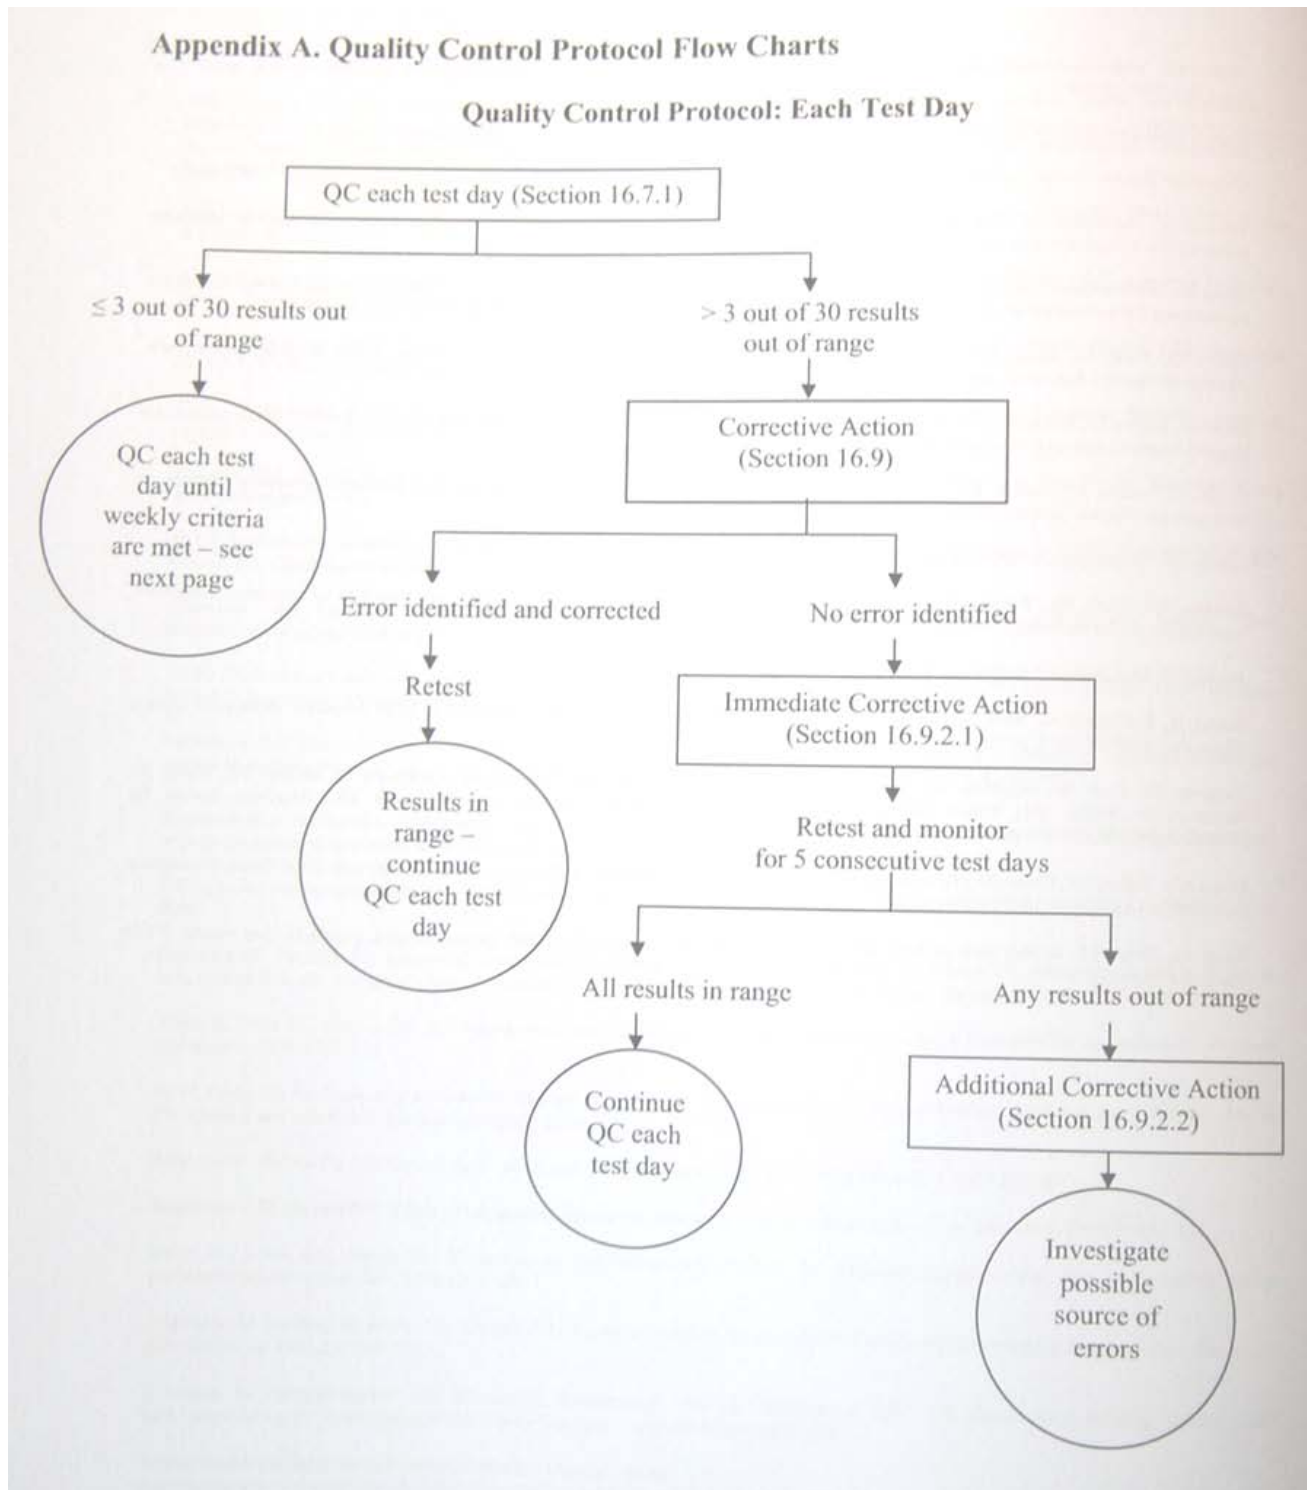 Appendix A. Quality Control Protocol Flow Charts
Quality Control Protocol: Each Test Day
QC each test day (Section 16.7.1)
≤ 3 out of 30 results out
of range
> 3 out of 30 results
out of range
QC each test
day until
weekly criteria
are met – see
next page
Corrective Action
(Section 16.9)
Error identified and corrected
No error identified
Retest
Immediate Corrective Action
(Section 16.9.2.1)
Results in
range –
continue
QC each test
day
Retest and monitor
for 5 consecutive test days
All results in range
Any results out of range
Continue
QC each
test day
Additional Corrective Action
(Section 16.9.2.2)
Investigate
possible
source of
errors